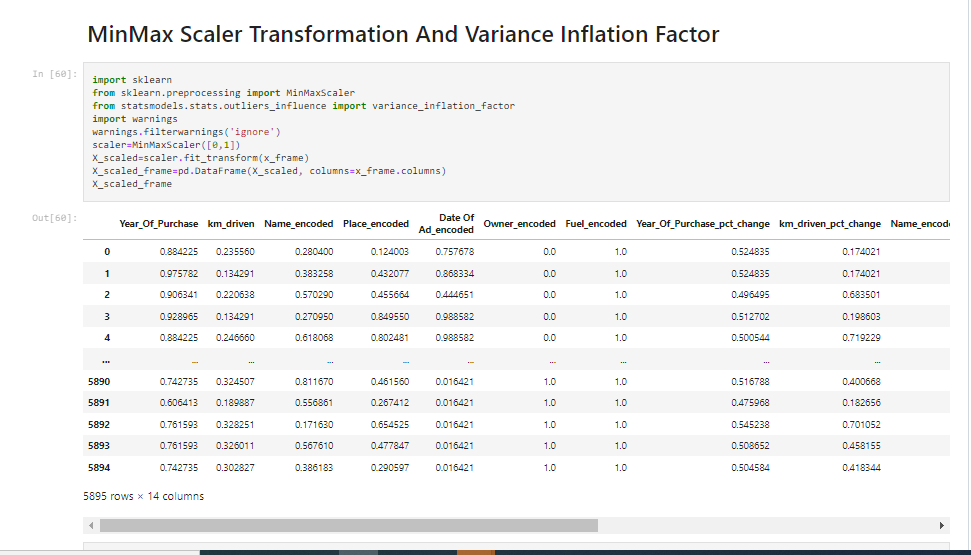 MinMax Scaler Transformation And Variance Inflation Factor
In [60]:
import sklearn
from sklearn.preprocessing import MinMaxScaler
from statsmodels.stats.outliers_influence import variance_inflation_factor
import warnings
warnings.filterwarnings('ignore')
scaler=MinMaxScaler([0,1])
X_scaled=scaler.fit_transform(x_frame)
X_scaled_frame=pd.DataFrame(X_scaled, columns=x_frame.columns)
X_scaled_frame
Out[60]:
Year_Of_Purchase km_driven Name_encoded Place_encoded Date Of Ad_encoded Owner_encoded Fuel_encoded Year_Of_Purchase_pct_change km_driven_pct_change Name_encode
0 0.884225 0.235560 0.280400 0.124003 0.757678 0.0 1.0 0.524835 0.174021
1 0.975782 0.134291 0.383258 0.432077 0.868334 0.0 1.0 0.524835 0.174021
2 0.906341 0.220638 0.570290 0.455664 0.444651 0.0 1.0 0.496495 0.683501
3 0.928965 0.134291 0.270950 0.849550 0.988582 0.0 1.0 0.512702 0.198603
4 0.884225 0.246660 0.618068 0.802481 0.988582 0.0 1.0 0.500544 0.719229
... ... ... ... ... ... ... ... ... ...
5890 0.742735 0.324507 0.811670 0.461560 0.016421 1.0 1.0 0.516788 0.400668
5891 0.606413 0.189887 0.556861 0.267412 0.016421 1.0 1.0 0.475968 0.182656
5892 0.761593 0.328251 0.171630 0.654525 0.016421 1.0 1.0 0.545238 0.701052
5893 0.761593 0.326011 0.567610 0.477847 0.016421 1.0 1.0 0.508652 0.458155
5894 0.742735 0.302827 0.386183 0.290597 0.016421 1.0 1.0 0.504584 0.418344
5895 rows × 14 columns